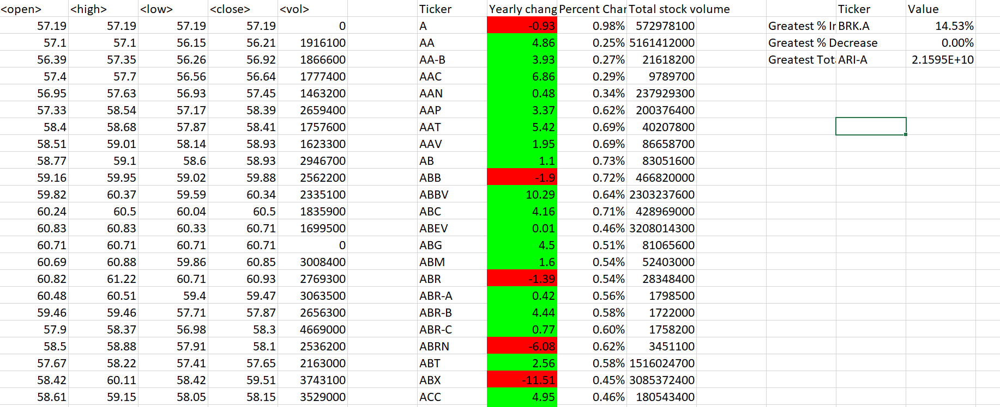 <open> <high> <low> <close> <vol> Ticker Yearly chang Percent Char Total stock volume Ticker Value
57.19 57.19 57.19 57.19 0 A -0.93 0.98% 572978100 Greatest % Ir BRK.A 14.53%
57.1 57.1 56.15 56.21 1916100 AA 4.86 0.25% 5161412000 Greatest % Decrease 0.00%
56.39 57.35 56.26 56.92 1866600 AA-B 3.93 0.27% 21618200 Greatest Tot ARI-A 2.1595E+10
57.4 57.7 56.56 56.64 1777400 AAC 6.86 0.29% 9789700
56.95 57.63 56.93 57.45 1463200 AAN 0.48 0.34% 237929300
57.33 58.54 57.17 58.39 2659400 AAP 3.37 0.62% 200376400
58.4 58.68 57.87 58.41 1757600 AAT 5.42 0.69% 40207800
58.51 59.01 58.14 58.93 1623300 AAV 1.95 0.69% 86658700
58.77 59.1 58.6 58.93 2946700 AB 1.1 0.73% 83051600
59.16 59.95 59.02 59.88 2562200 ABB -1.9 0.72% 466820000
59.82 60.37 59.59 60.34 2335100 ABBV 10.29 0.64% 2303237600
60.24 60.5 60.04 60.5 1835900 ABC 4.16 0.71% 428969000
60.83 60.83 60.33 60.71 1699500 ABEV 0.01 0.46% 3208014300
60.71 60.71 60.71 60.71 0 ABG 4.5 0.51% 81065600
60.69 60.88 59.86 60.85 3008400 ABM 1.6 0.54% 52403000
60.82 61.22 60.71 60.93 2769300 ABR -1.39 0.54% 28348400
60.48 60.51 59.4 59.47 3063500 ABR-A 0.42 0.56% 1798500
59.46 59.46 57.71 57.87 2656300 ABR-B 4.44 0.58% 1722000
57.9 58.37 56.98 58.3 4669000 ABR-C 0.77 0.60% 1758200
58.5 58.88 57.91 58.1 2536200 ABRN -6.08 0.62% 3451100
57.67 58.22 57.41 57.65 2163000 ABT 2.56 0.58% 1516024700
58.42 60.11 58.42 59.51 3743100 ABX -11.51 0.45% 3085372400
58.61 59.15 58.05 58.15 3529000 ACC 4.95 0.46% 180543400